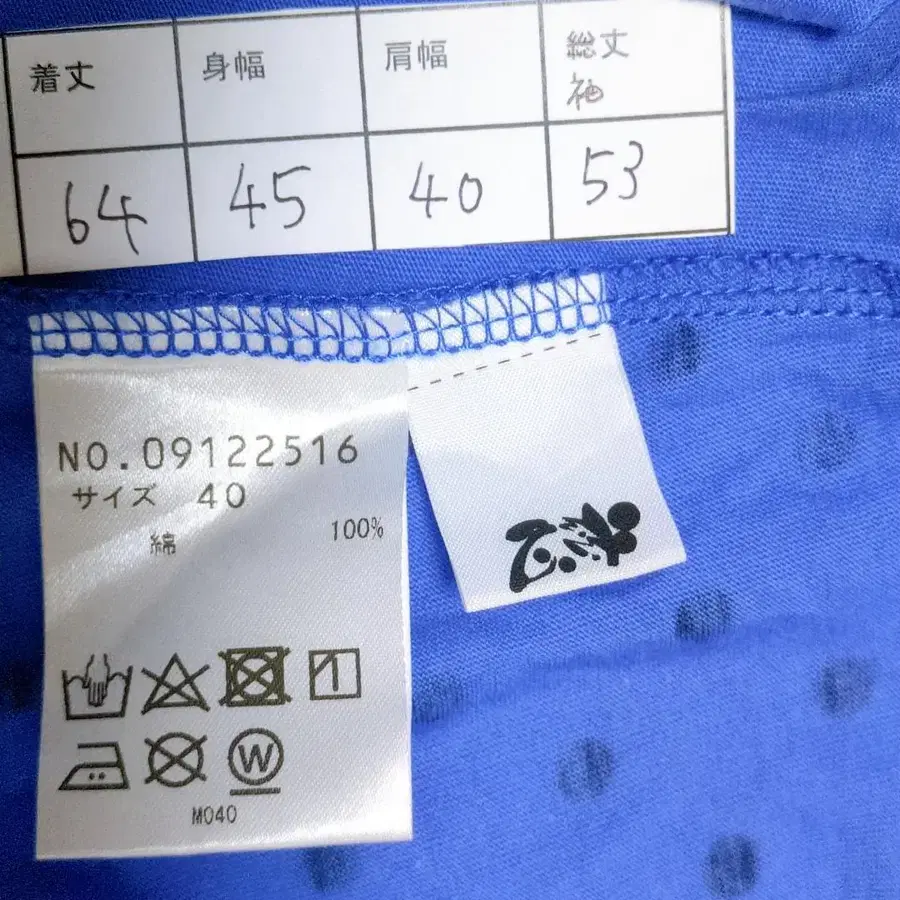 着丈 身幅 肩幅 総丈
袖
64 45 40 53
NO.09122516
サイズ 40
綿 100%
W
M040